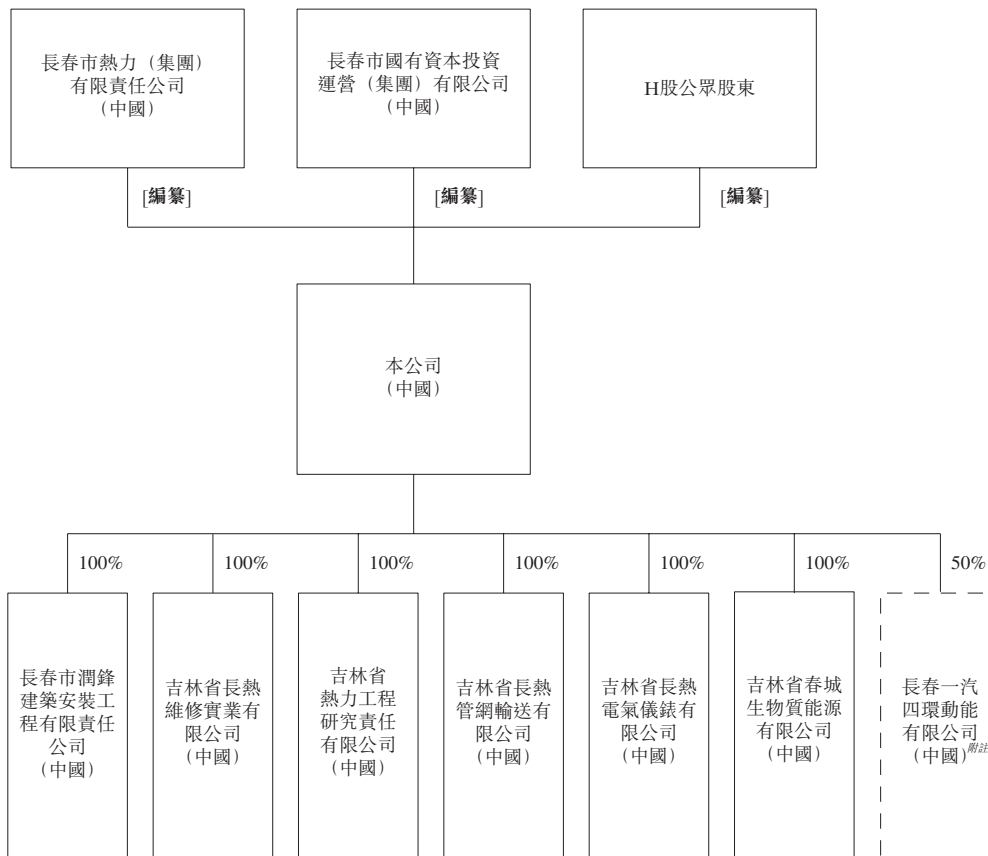 長春市熱力（集團）
有限責任公司
（中國）
長春市國有資本投資
運營（集團）有限公司
（中國）
H股公眾股東
[編纂]
[編纂]
[編纂]
本公司
（中國）
100%
100%
100%
100%
100%
100%
50%
長春市潤鋒
建築安裝工
程有限責任
公司
（中國）
吉林省長熱
維修實業有
限公司
（中國）
吉林省
熱力工程
研究責任
有限公司
（中國）
吉林省長熱
管網輸送有
限公司
（中國）
吉林省長熱
電氣儀錶有
限公司
（中國）
吉林省春城
生物質能源
有限公司
（中國）
長春一汽
四環動能
有限公司
（中國）附註